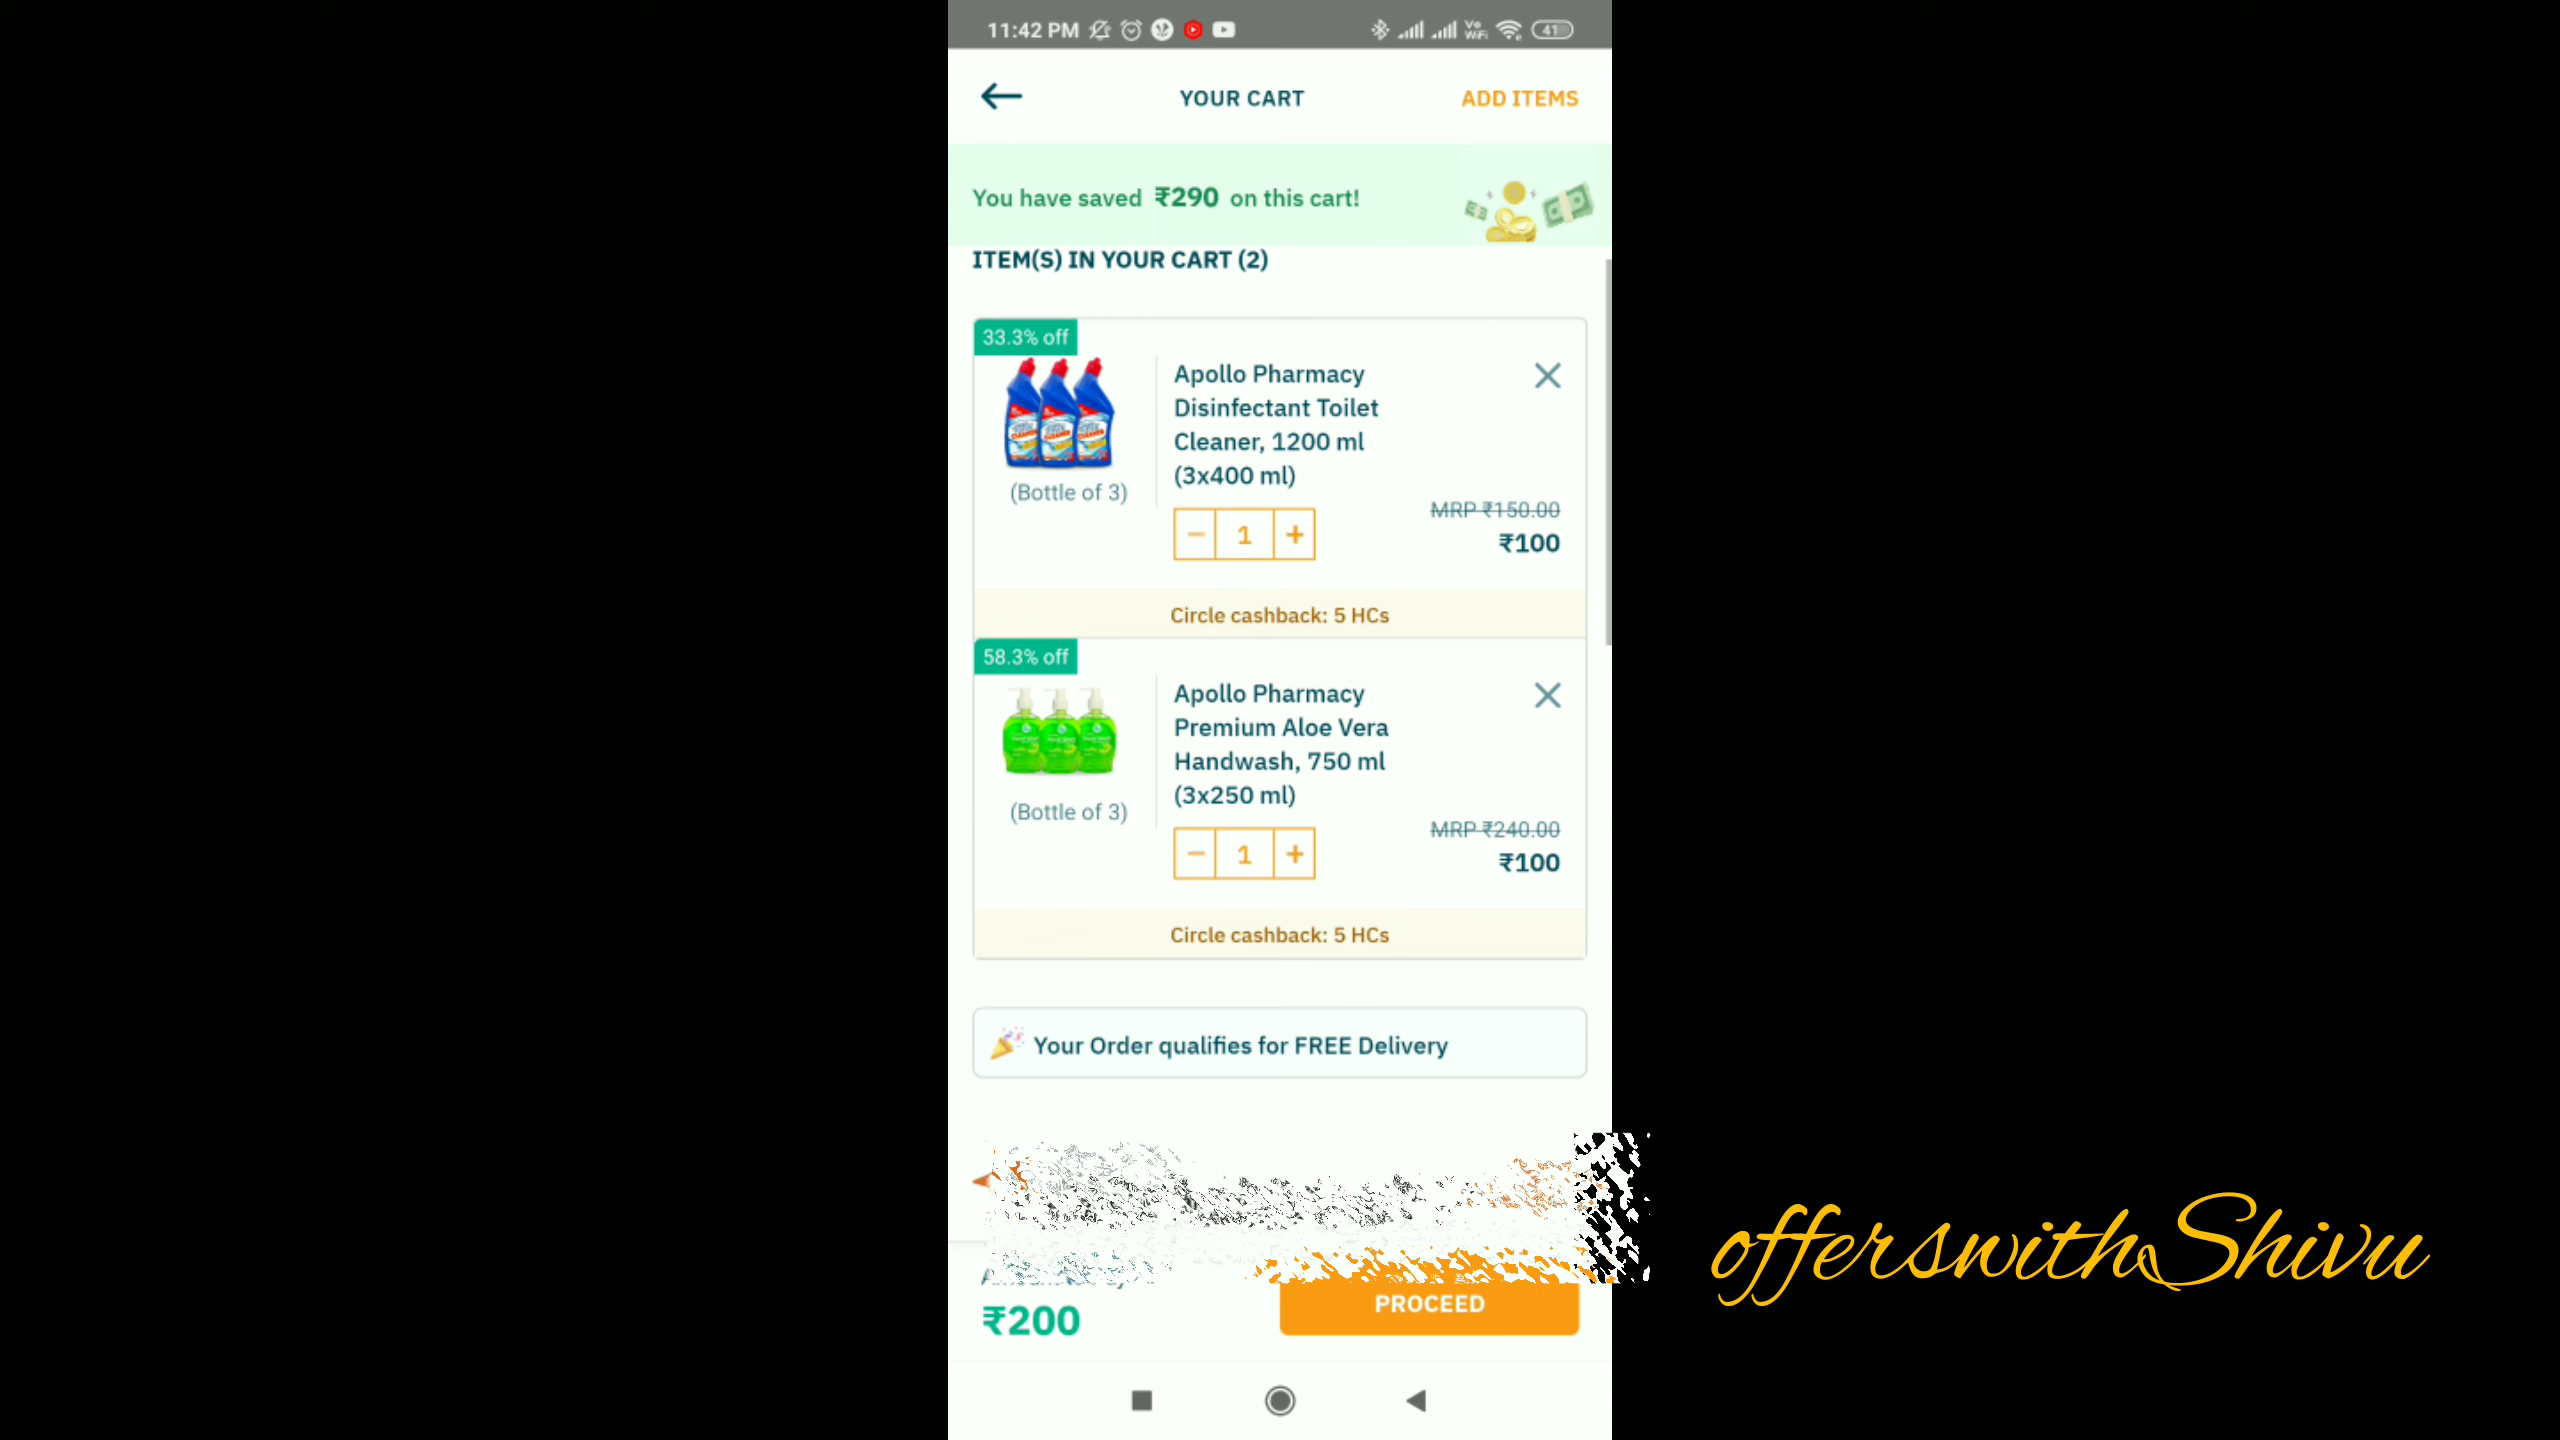 11:42 PM
Vo
WiFi
41
YOUR CART
ADD ITEMS
You have saved ₹290 on this cart!
ITEM(S) IN YOUR CART (2)
33.3% off
Apollo Pharmacy
Disinfectant Toilet
Cleaner, 1200 ml
(3x400 ml)
(Bottle of 3)
MRP ₹150.00
- 1 +
₹100
Circle cashback: 5 HCs
58.3% off
Apollo Pharmacy
Premium Aloe Vera
Handwash, 750 ml
(3x250 ml)
(Bottle of 3)
MRP ₹240.00
- 1 +
₹100
Circle cashback: 5 HCs
Your Order qualifies for FREE Delivery
₹200
PROCEED
offerswithShivu